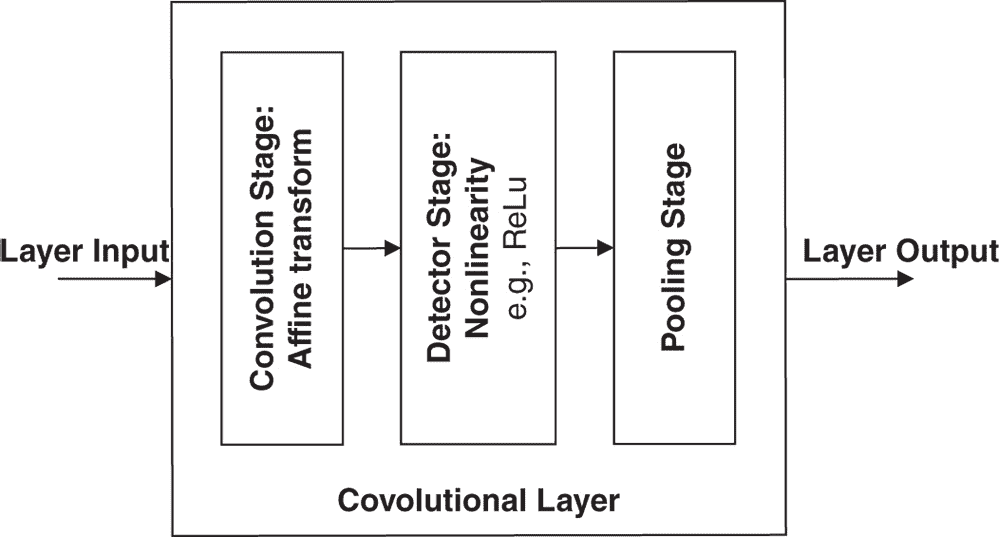 Layer Input
Convolution Stage:
Affine transform
Detector Stage:
Nonlinearity
e.g., ReLu
Pooling Stage
Layer Output
Covolutional Layer